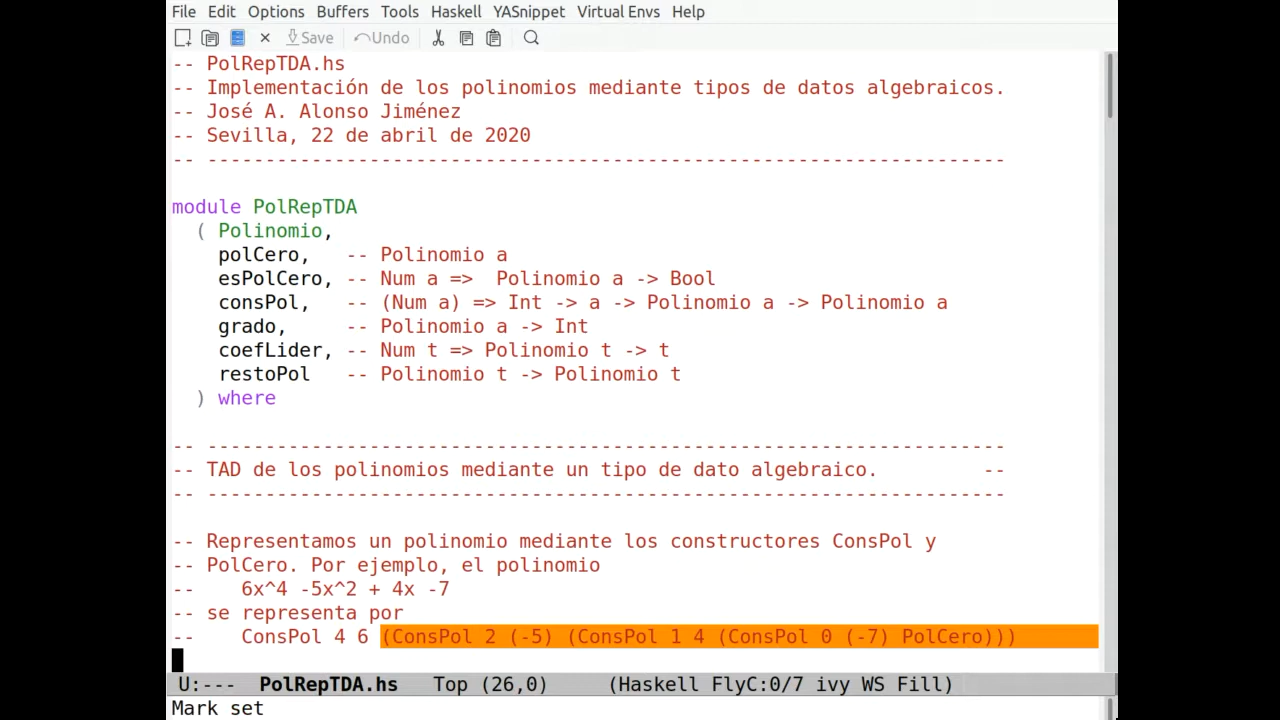 File Edit Options Buffers Tools Haskell YASnippet Virtual Envs Help
Save Undo
-- PolRepTDA.hs
-- Implementación de los polinomios mediante tipos de datos algebraicos.
-- José A. Alonso Jiménez
-- Sevilla, 22 de abril de 2020
-- ---------------------------------------------------------------------
module PolRepTDA
( Polinomio,
polCero,   -- Polinomio a
esPolCero, -- Num a =>  Polinomio a -> Bool
consPol,   -- (Num a) => Int -> a -> Polinomio a -> Polinomio a
grado,     -- Polinomio a -> Int
coefLider, -- Num t => Polinomio t -> t
restoPol   -- Polinomio t -> Polinomio t
) where
-- ---------------------------------------------------------------------
-- TAD de los polinomios mediante un tipo de dato algebraico.         --
-- ---------------------------------------------------------------------
-- Representamos un polinomio mediante los constructores ConsPol y
-- PolCero. Por ejemplo, el polinomio
--    6x^4 -5x^2 + 4x -7
-- se representa por
--    ConsPol 4 6 (ConsPol 2 (-5) (ConsPol 1 4 (ConsPol 0 (-7) PolCero)))
U:--- PolRepTDA.hs Top (26,0) (Haskell FlyC:0/7 ivy WS Fill)
Mark set